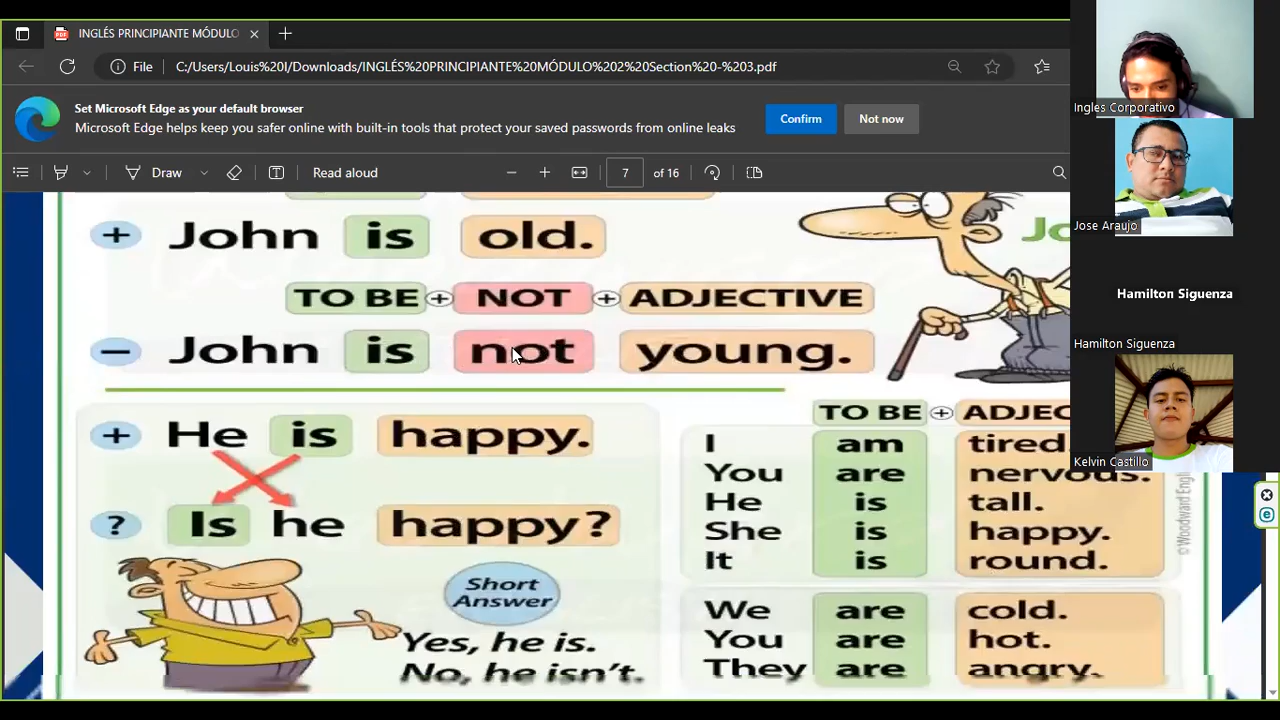 INGLÉS PRINCIPIANTE MÓDULO
File C:/Users/Louis%20I/Downloads/INGLÉS%20PRINCIPIANTE%20MÓDULO%202%20Section%20-%203.pdf
Set Microsoft Edge as your default browser
Microsoft Edge helps keep you safer online with built-in tools that protect your saved passwords from online leaks
Confirm
Not now
Draw
Read aloud
7 of 16
+ John is old.
Jo
TO BE + NOT + ADJECTIVE
− John is not young.
+ He is happy.
? Is he happy?
Short
Answer
Yes, he is.
No, he isn't.
TO BE + ADJEC
I am tired.
You are nervous.
He is tall.
She is happy.
It is round.
We are cold.
You are hot.
They are angry.
©Woodward Engl
Ingles Corporativo
Jose Araujo
Hamilton Siguenza
Hamilton Siguenza
Kelvin Castillo